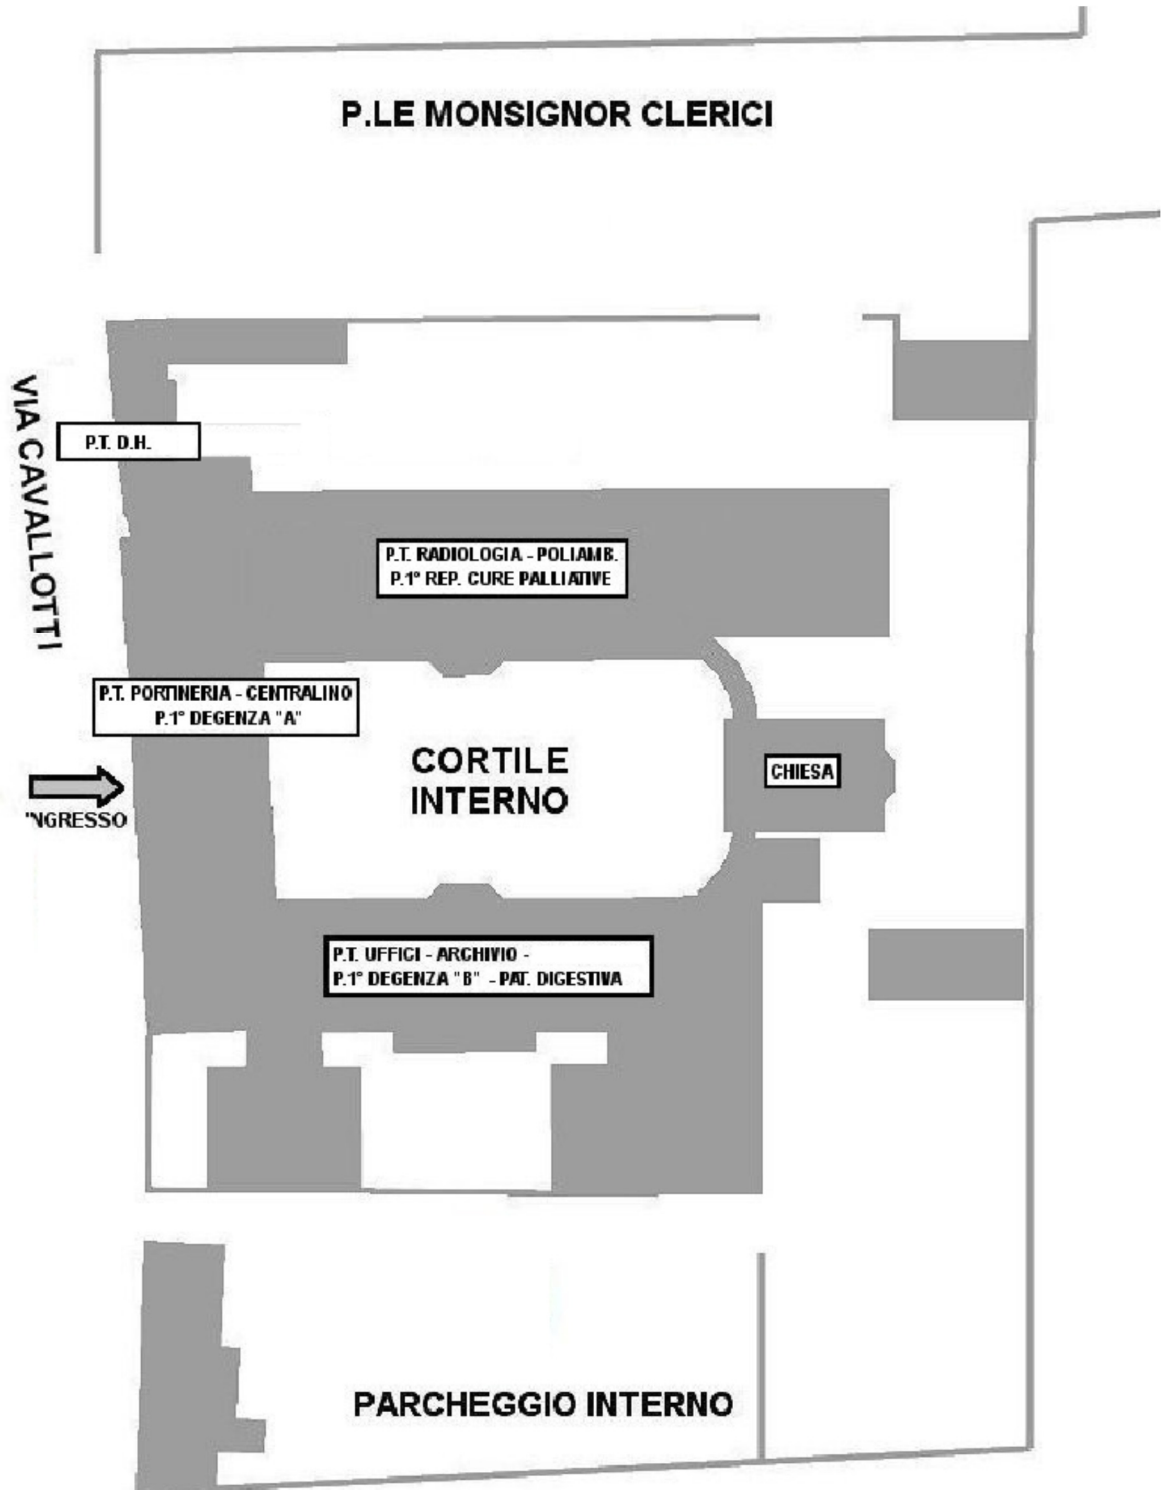 P.LE MONSIGNOR CLERICI
VIA CAVALLOTTI
P.T. D.H.
P.T. RADIOLOGIA - POLIAMB.
P.1° REP. CURE PALLIATIVE
P.T. PORTINERIA - CENTRALINO
P.1° DEGENZA "A"
CORTILE
INTERNO
CHIESA
INGRESSO
P.T. UFFICI - ARCHIVIO -
P.1° DEGENZA "B" - PAT. DIGESTIVA
PARCHEGGIO INTERNO